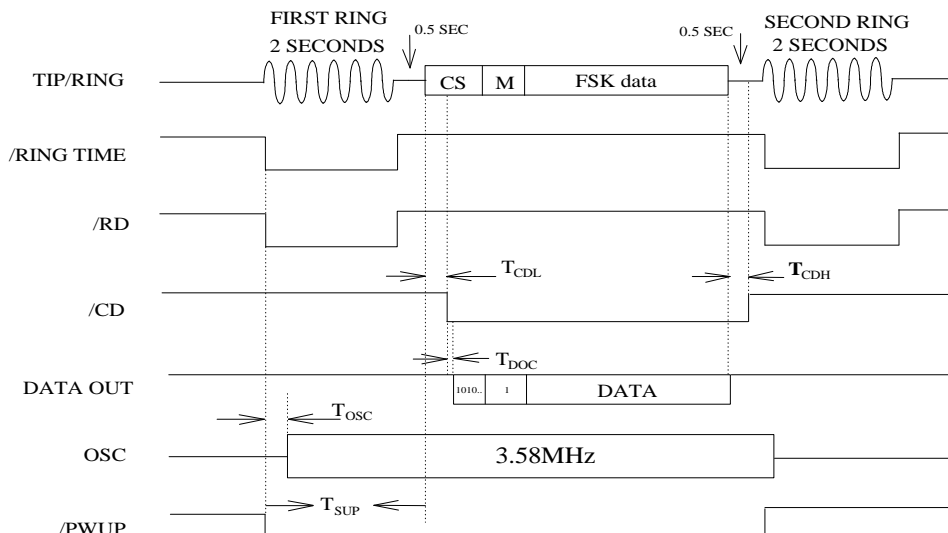 FIRST RING
2 SECONDS
0.5 SEC
0.5 SEC
SECOND RING
2 SECONDS
TIP/RING
CS
M
FSK data
/RING TIME
/RD
TCDL
TCDH
/CD
TDOC
DATA OUT
1010..
1
DATA
TOSC
OSC
3.58MHz
TSUP
/PWUP